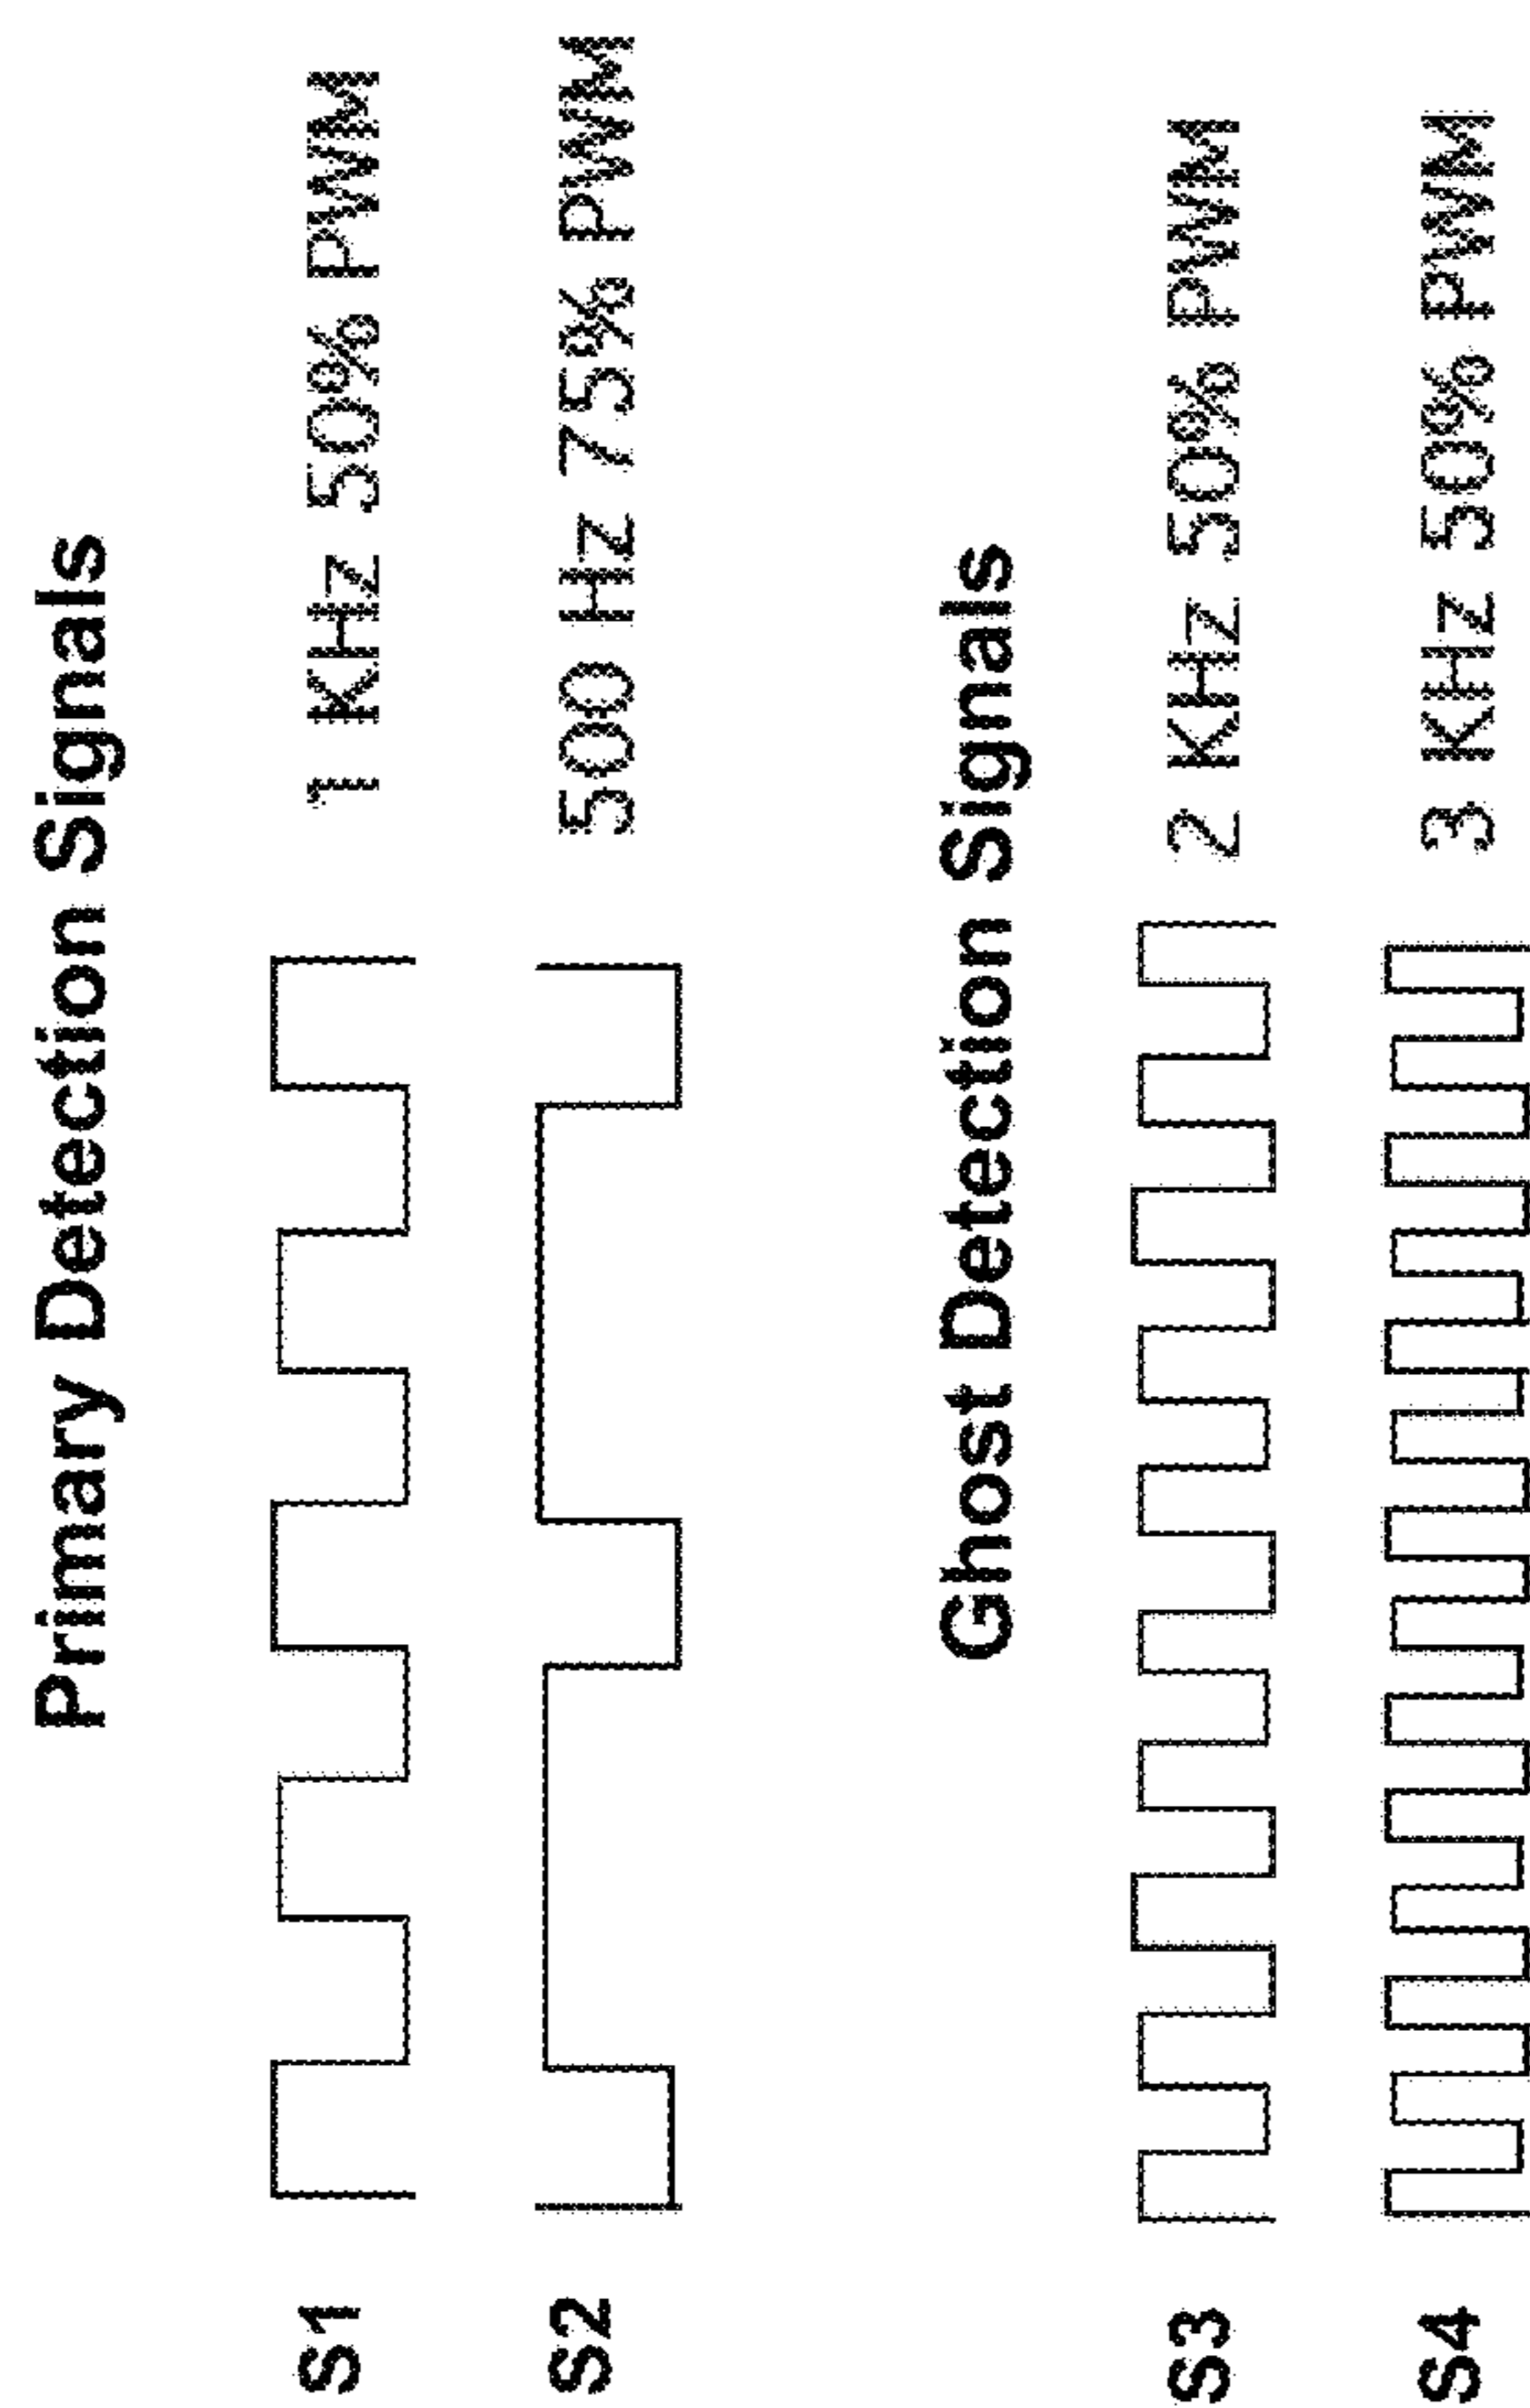 Primary Detection Signals
S1 1 KHz 50% PWM
S2 500 Hz 75% PWM
Ghost Detection Signals
S3 2 KHz 50% PWM
S4 3 KHz 50% PWM